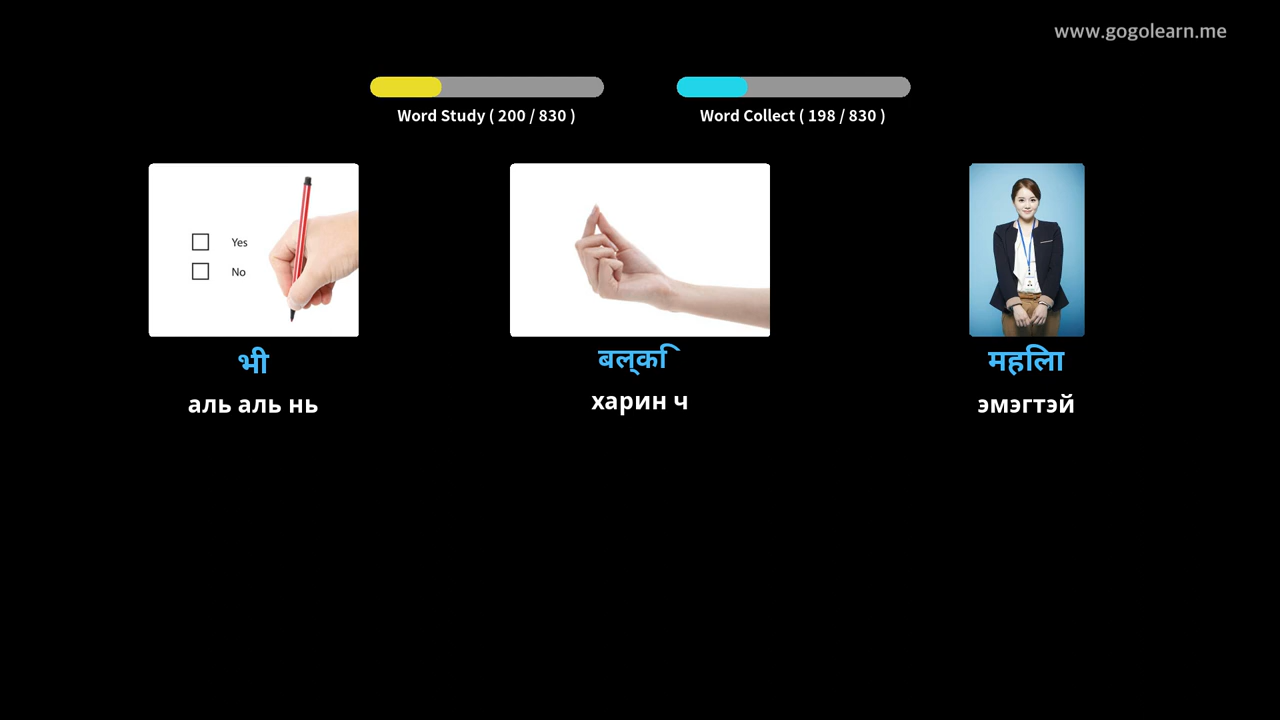 www.gogolearn.me
Word Study ( 200 / 830 )
Word Collect ( 198 / 830 )
Yes
No
भी
बल्कि
महिला
аль аль нь
харин ч
эмэгтэй